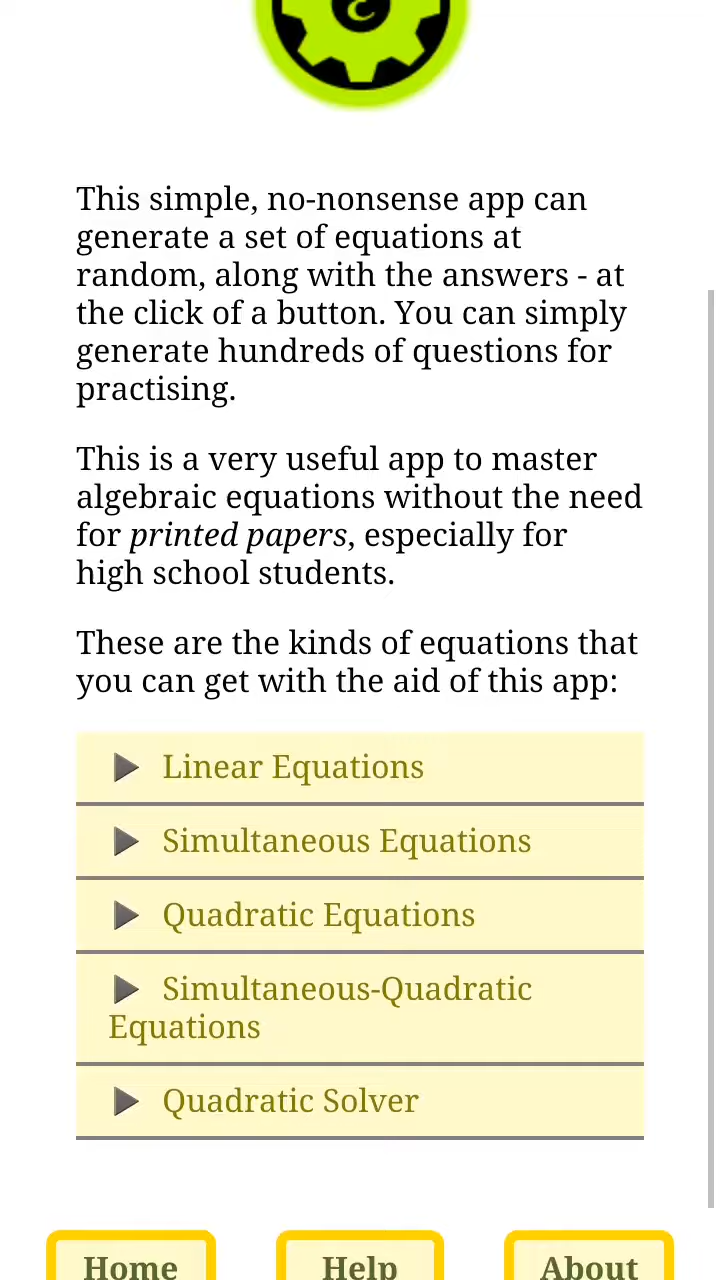 This simple, no-nonsense app can
generate a set of equations at
random, along with the answers - at
the click of a button. You can simply
generate hundreds of questions for
practising.
This is a very useful app to master
algebraic equations without the need
for printed papers, especially for
high school students.
These are the kinds of equations that
you can get with the aid of this app:
Linear Equations
Simultaneous Equations
Quadratic Equations
Simultaneous-Quadratic
Equations
Quadratic Solver
Home Help About